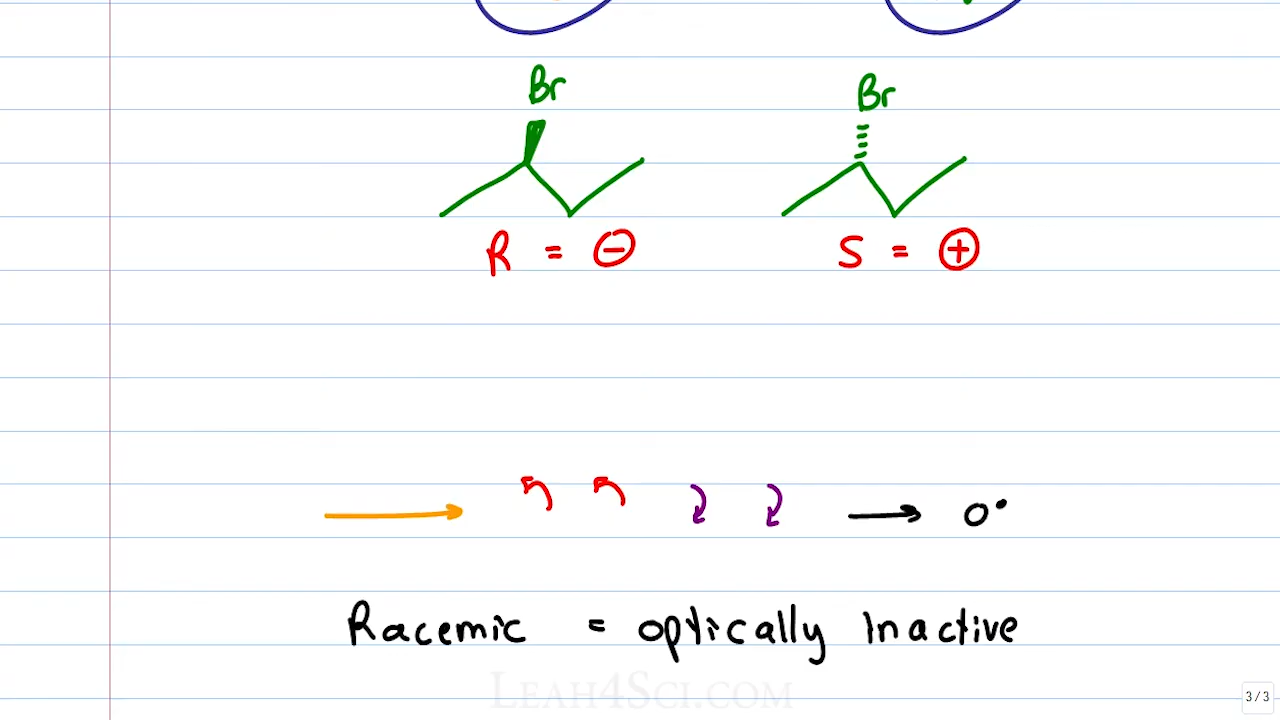 Br Br
R = ⊖ S = ⊕
0°
Racemic = optically Inactive
LEAH4SCI.COM
3/3